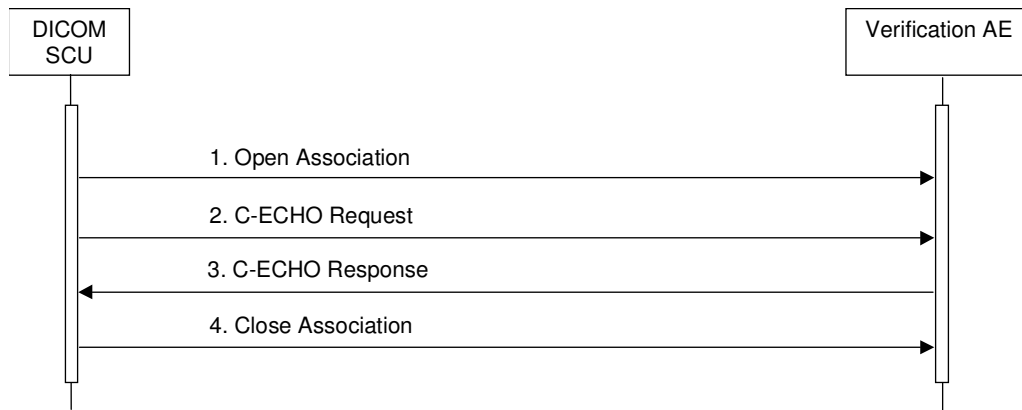 DICOM
SCU
Verification AE
1. Open Association
2. C-ECHO Request
3. C-ECHO Response
4. Close Association